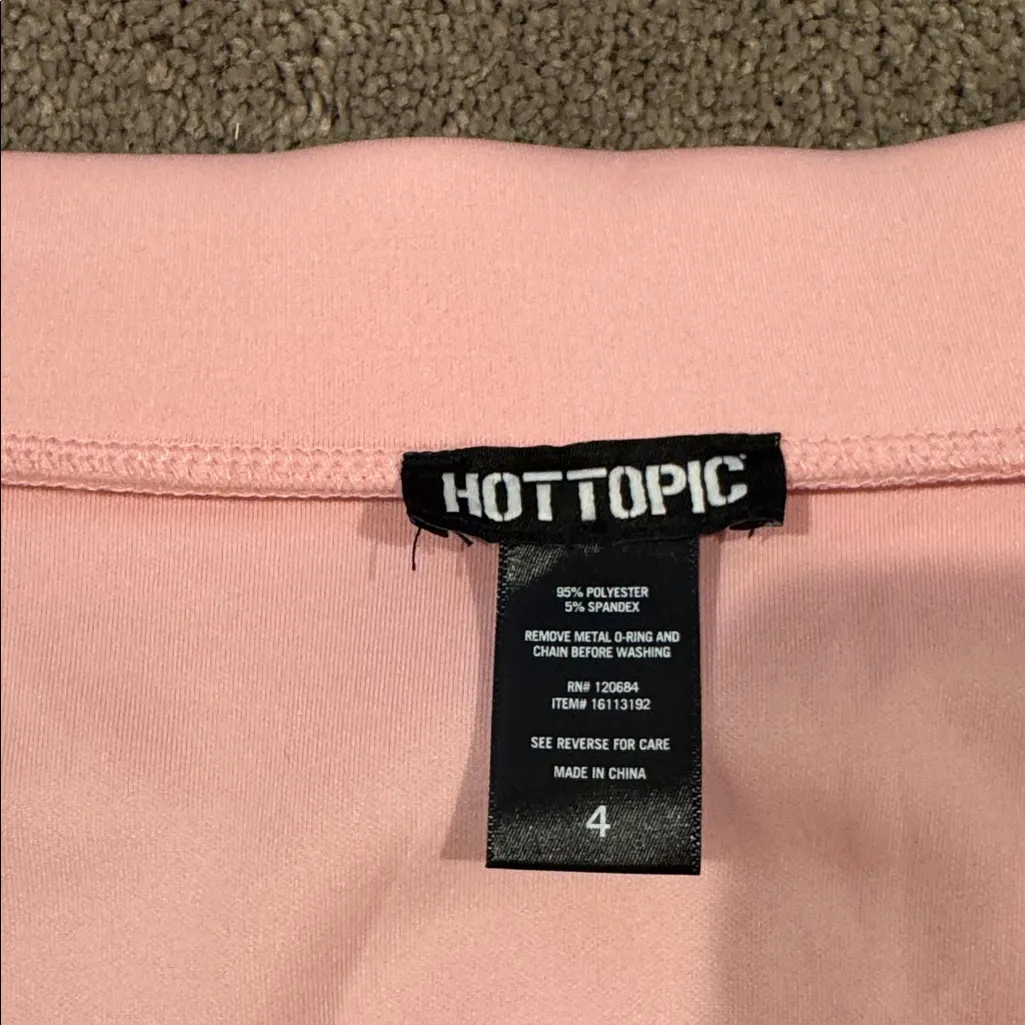 HOTTOPIC
95% POLYESTER
5% SPANDEX
REMOVE METAL O-RING AND
CHAIN BEFORE WASHING
RN# 120684
ITEM# 16113192
SEE REVERSE FOR CARE
MADE IN CHINA
4